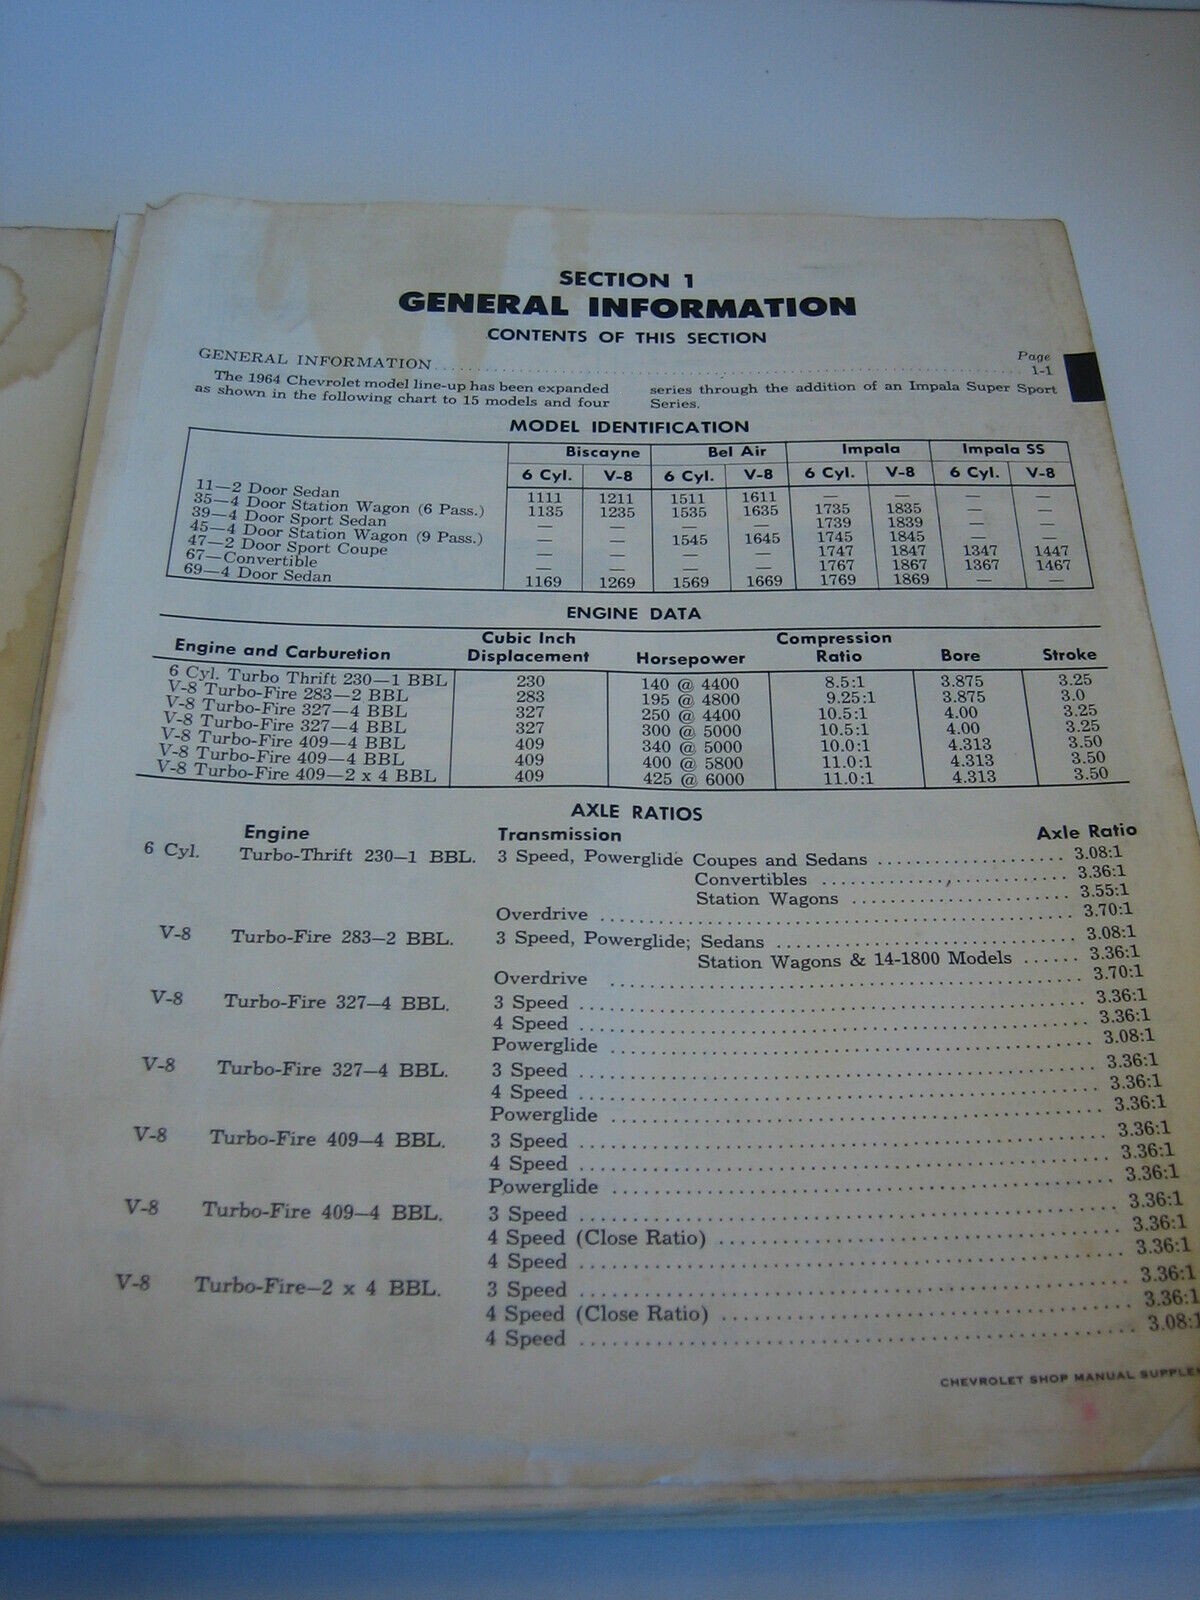 SECTION 1
GENERAL INFORMATION
CONTENTS OF THIS SECTION
Page
GENERAL INFORMATION 1-1
The 1964 Chevrolet model line-up has been expanded
as shown in the following chart to 15 models and four
series through the addition of an Impala Super Sport
Series.
MODEL IDENTIFICATION
Biscayne Bel Air Impala Impala SS
6 Cyl. V-8 6 Cyl. V-8 6 Cyl. V-8 6 Cyl. V-8
11—2 Door Sedan 1111 1211 1511 1611 — — — —
35—4 Door Station Wagon (6 Pass.) 1135 1235 1535 1635 1735 1835 — —
39—4 Door Sport Sedan — — — — 1739 1839 — —
45—4 Door Station Wagon (9 Pass.) — — 1545 1645 1745 1845 — —
47—2 Door Sport Coupe — — — — 1747 1847 1347 1447
67—Convertible — — — — 1767 1867 1367 1467
69—4 Door Sedan 1169 1269 1569 1669 1769 1869 — —
ENGINE DATA
Engine and Carburetion Cubic Inch Displacement Horsepower Compression Ratio Bore Stroke
6 Cyl. Turbo Thrift 230—1 BBL 230 140 @ 4400 8.5:1 3.875 3.25
V-8 Turbo-Fire 283—2 BBL 283 195 @ 4800 9.25:1 3.875 3.0
V-8 Turbo-Fire 327—4 BBL 327 250 @ 4400 10.5:1 4.00 3.25
V-8 Turbo-Fire 327—4 BBL 327 300 @ 5000 10.5:1 4.00 3.25
V-8 Turbo-Fire 409—4 BBL 409 340 @ 5000 10.0:1 4.313 3.50
V-8 Turbo-Fire 409—4 BBL 409 400 @ 5800 11.0:1 4.313 3.50
V-8 Turbo-Fire 409—2 x 4 BBL 409 425 @ 6000 11.0:1 4.313 3.50
AXLE RATIOS
Engine Transmission Axle Ratio
6 Cyl. Turbo-Thrift 230—1 BBL. 3 Speed, Powerglide Coupes and Sedans 3.08:1
Convertibles 3.36:1
Station Wagons 3.55:1
Overdrive 3.70:1
V-8 Turbo-Fire 283—2 BBL. 3 Speed, Powerglide; Sedans 3.08:1
Station Wagons & 14-1800 Models 3.36:1
Overdrive 3.70:1
V-8 Turbo-Fire 327—4 BBL. 3 Speed 3.36:1
4 Speed 3.36:1
Powerglide 3.08:1
V-8 Turbo-Fire 327—4 BBL. 3 Speed 3.36:1
4 Speed 3.36:1
Powerglide 3.36:1
V-8 Turbo-Fire 409—4 BBL. 3 Speed 3.36:1
4 Speed 3.36:1
Powerglide 3.36:1
V-8 Turbo-Fire 409—4 BBL. 3 Speed 3.36:1
4 Speed (Close Ratio) 3.36:1
4 Speed 3.36:1
V-8 Turbo-Fire—2 x 4 BBL. 3 Speed 3.36:1
4 Speed (Close Ratio) 3.36:1
4 Speed 3.08:1
CHEVROLET SHOP MANUAL SUPPLE